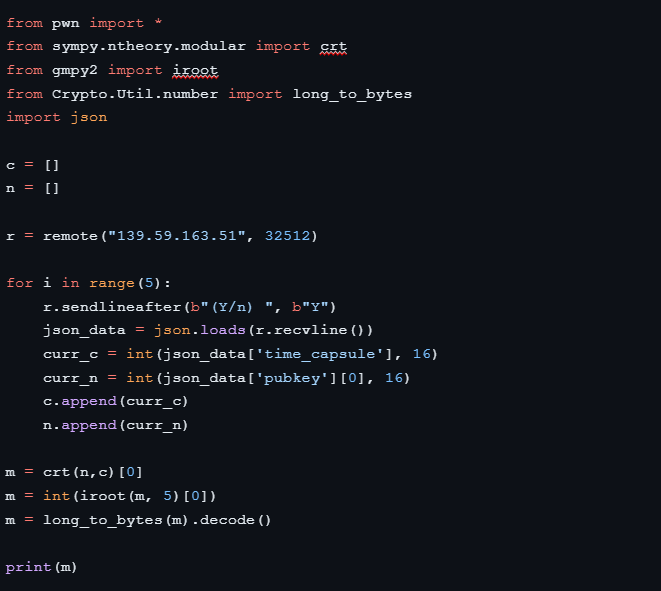 from pwn import *
from sympy.ntheory.modular import crt
from gmpy2 import iroot
from Crypto.Util.number import long_to_bytes
import json
c = []
n = []
r = remote("139.59.163.51", 32512)
for i in range(5):
    r.sendlineafter(b"(Y/n) ", b"Y")
    json_data = json.loads(r.recvline())
    curr_c = int(json_data['time_capsule'], 16)
    curr_n = int(json_data['pubkey'][0], 16)
    c.append(curr_c)
    n.append(curr_n)
m = crt(n,c)[0]
m = int(iroot(m, 5)[0])
m = long_to_bytes(m).decode()
print(m)